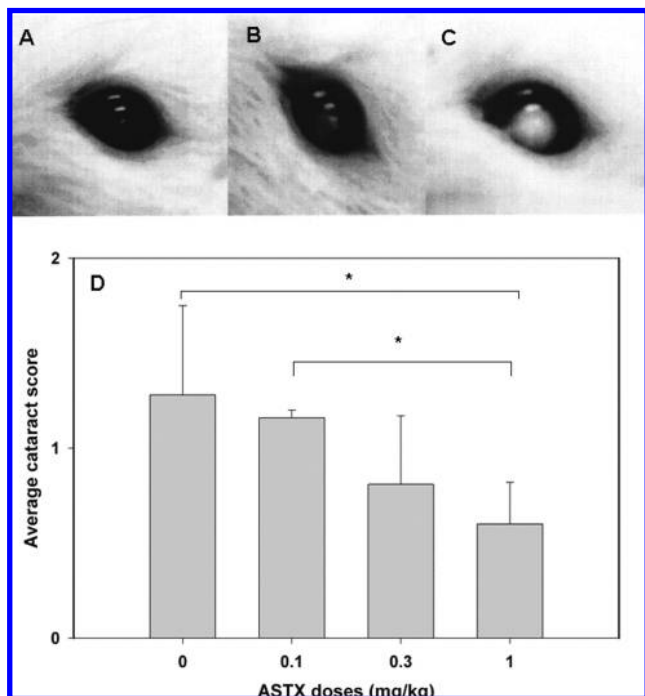 A
B
C
D
2
*
*
1
0
Average cataract score
0
0.1
0.3
1
ASTX doses (mg/kg)